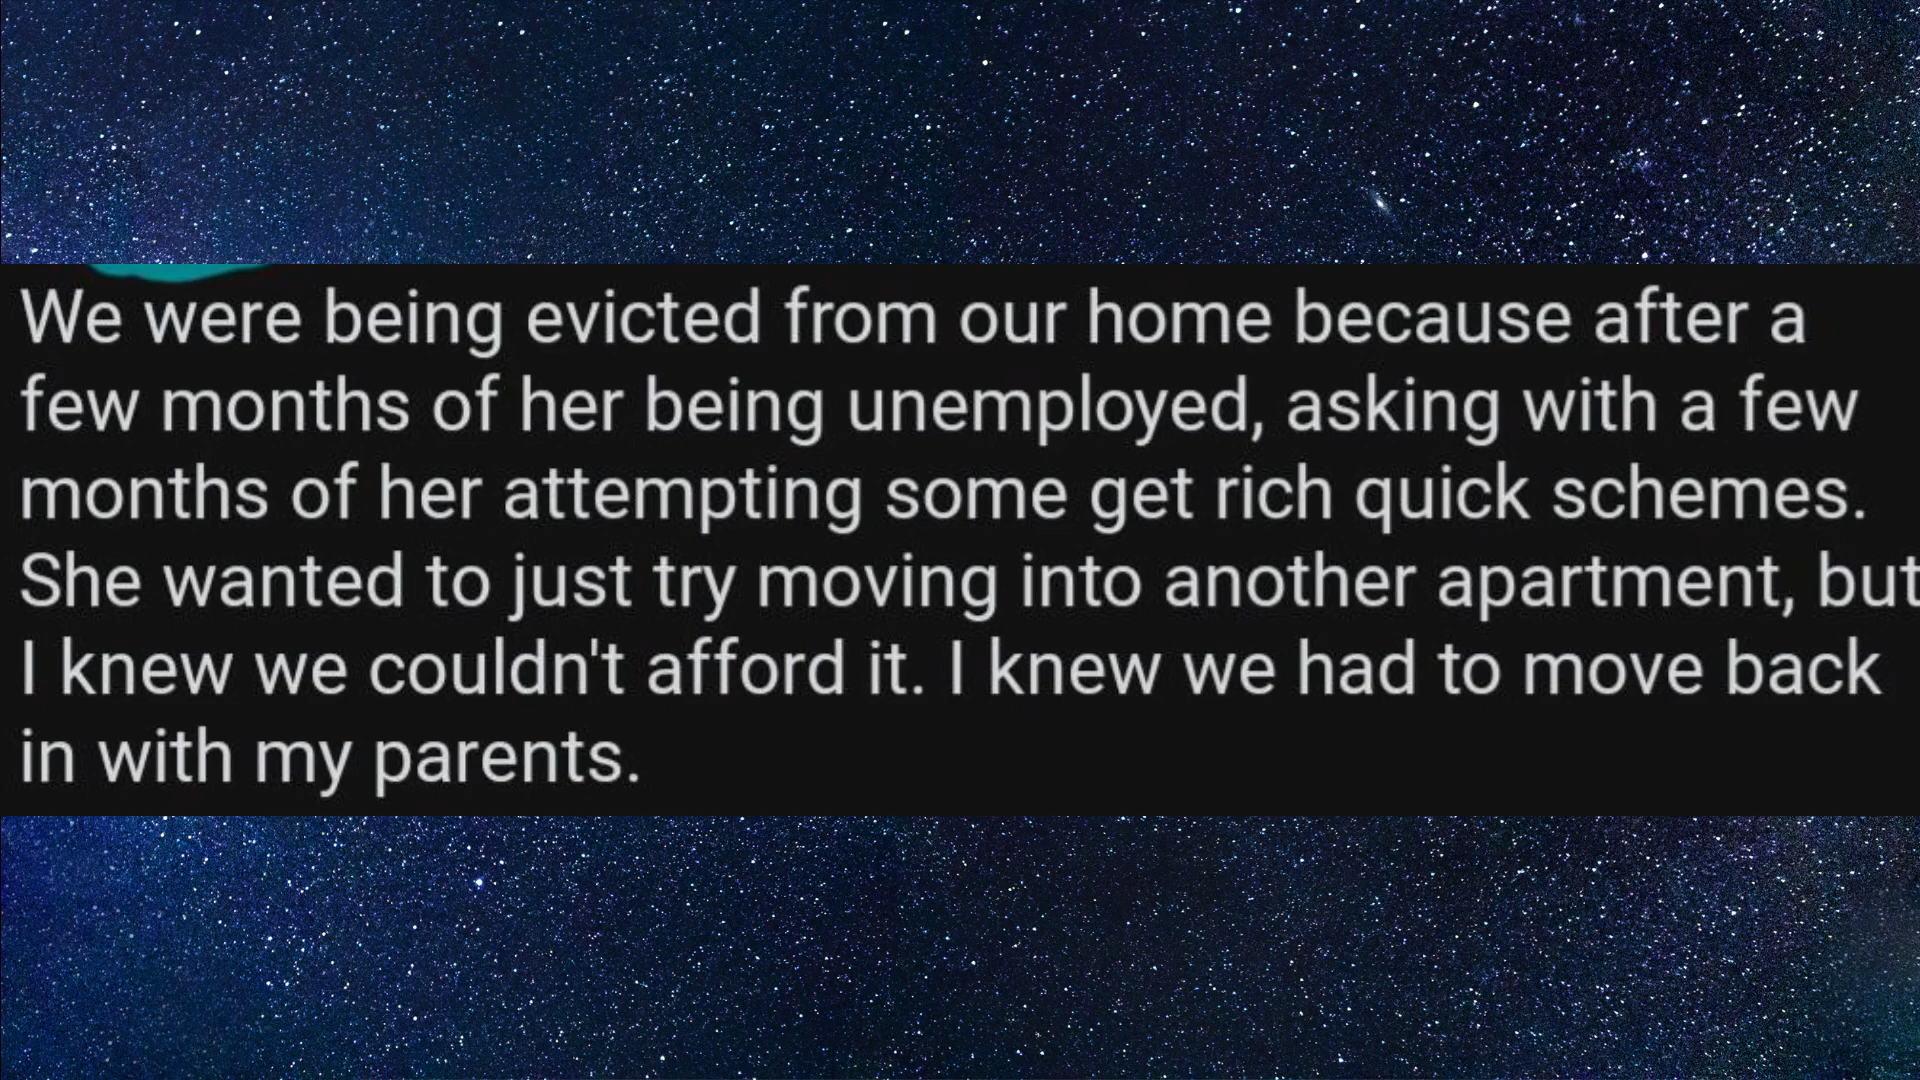 We were being evicted from our home because after a
few months of her being unemployed, asking with a few
months of her attempting some get rich quick schemes.
She wanted to just try moving into another apartment, but
I knew we couldn't afford it. I knew we had to move back
in with my parents.